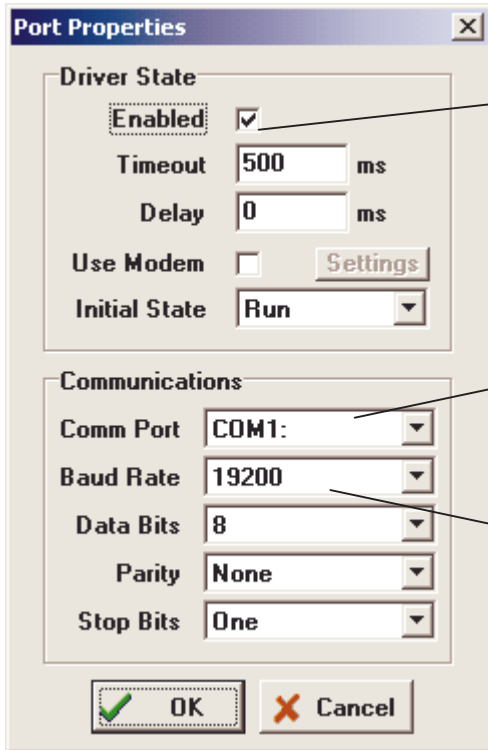 Port Properties
Driver State
Enabled
Timeout 500 ms
Delay 0 ms
Use Modem Settings
Initial State Run
Communications
Comm Port COM1:
Baud Rate 19200
Data Bits 8
Parity None
Stop Bits One
OK Cancel